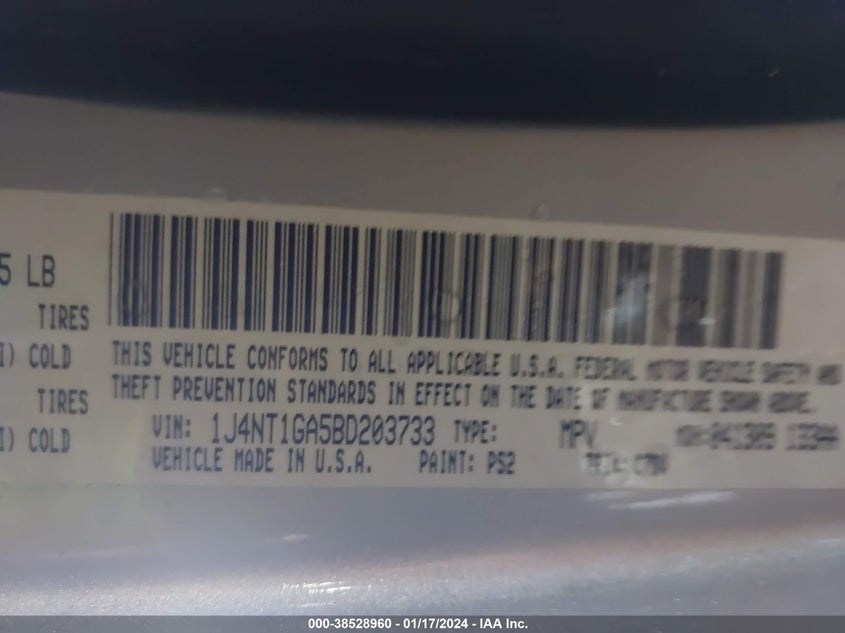 5 LB
TIRES
I) COLD
TIRES
I) COLD
THIS VEHICLE CONFORMS TO ALL APPLICABLE U.S.A. FEDERAL MOTOR VEHICLE SAFETY AND
THEFT PREVENTION STANDARDS IN EFFECT ON THE DATE OF MANUFACTURE SHOWN ABOVE.
VIN: 1J4NT1GA5BD203733 TYPE: MPV
VEHICLE MADE IN U.S.A. PAINT: PS2
000-38528960 - 01/17/2024 - IAA Inc.